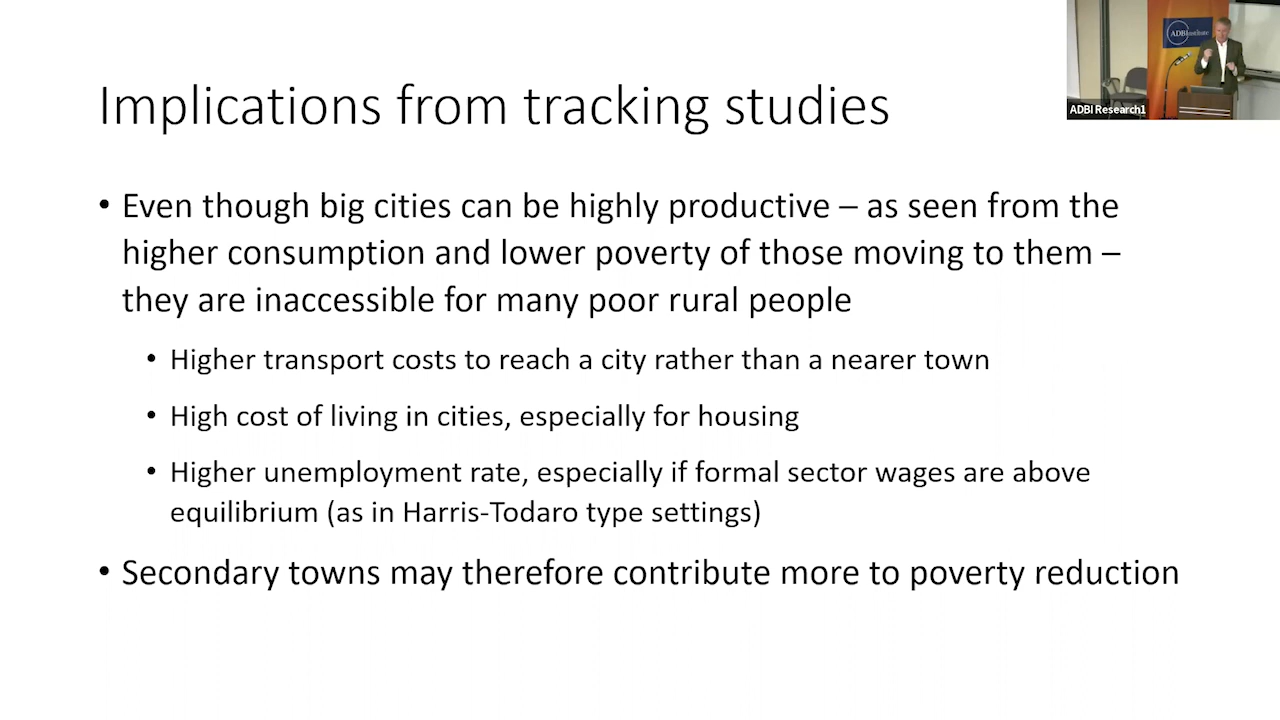 ADBInstitute
ADBI Research1
Implications from tracking studies
• Even though big cities can be highly productive – as seen from the
higher consumption and lower poverty of those moving to them –
they are inaccessible for many poor rural people
• Higher transport costs to reach a city rather than a nearer town
• High cost of living in cities, especially for housing
• Higher unemployment rate, especially if formal sector wages are above
equilibrium (as in Harris-Todaro type settings)
• Secondary towns may therefore contribute more to poverty reduction